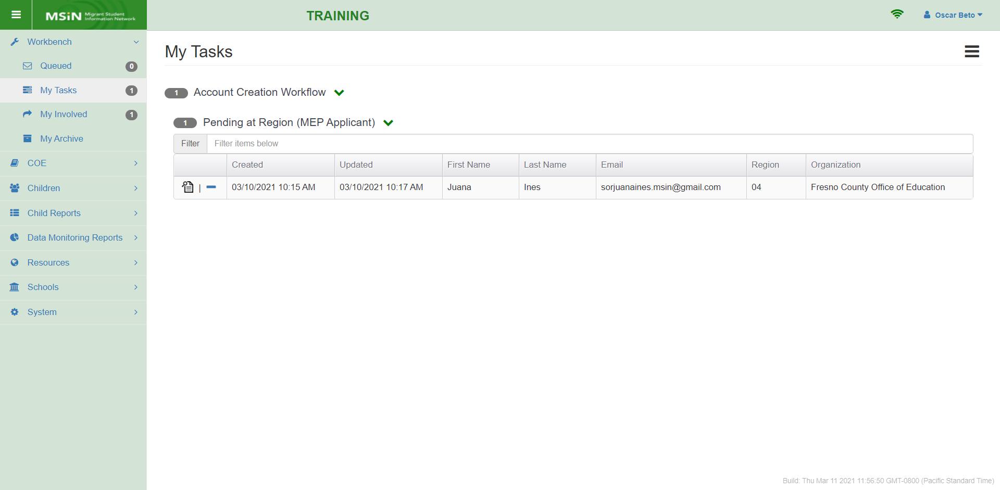 MSiN Migrant Student Information Network
TRAINING
Oscar Beto
Workbench
Queued 0
My Tasks 1
My Involved 1
My Archive
COE
Children
Child Reports
Data Monitoring Reports
Resources
Schools
System
My Tasks
1 Account Creation Workflow
1 Pending at Region (MEP Applicant)
Filter Filter items below
Created Updated First Name Last Name Email Region Organization
| 03/10/2021 10:15 AM 03/10/2021 10:17 AM Juana Ines sorjuanaines.msin@gmail.com 04 Fresno County Office of Education
Build: Thu Mar 11 2021 11:56:50 GMT-0800 (Pacific Standard Time)